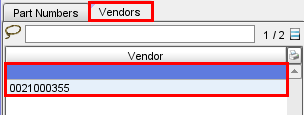 Part Numbers Vendors
1 / 2
Vendor
0021000355